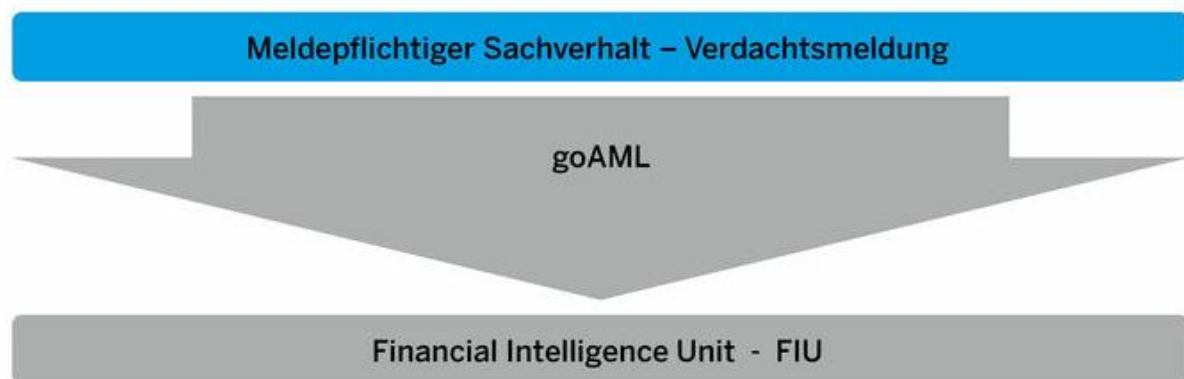 Meldepflichtiger Sachverhalt – Verdachtsmeldung
goAML
Financial Intelligence Unit - FIU